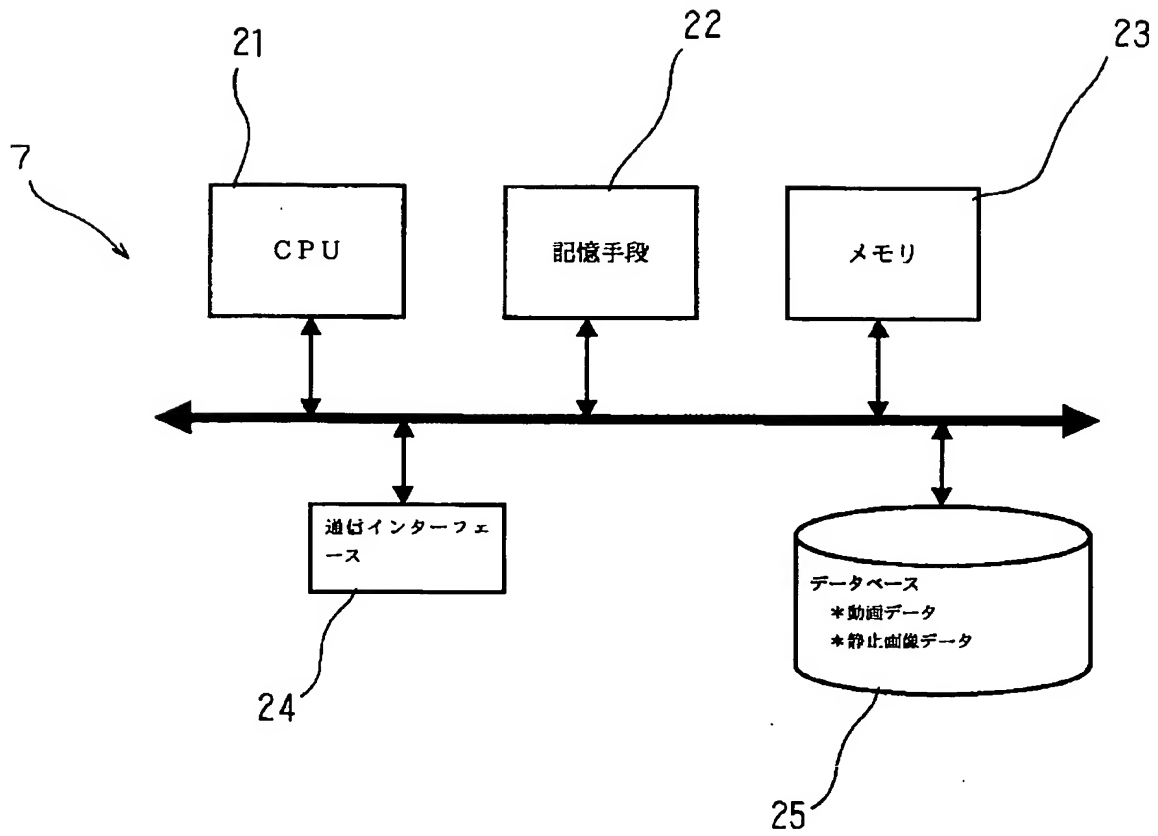 21
22
23
7
ＣＰＵ
記憶手段
メモリ
通信インターフェ
ース
データベース
＊動画データ
＊静止画像データ
24
25